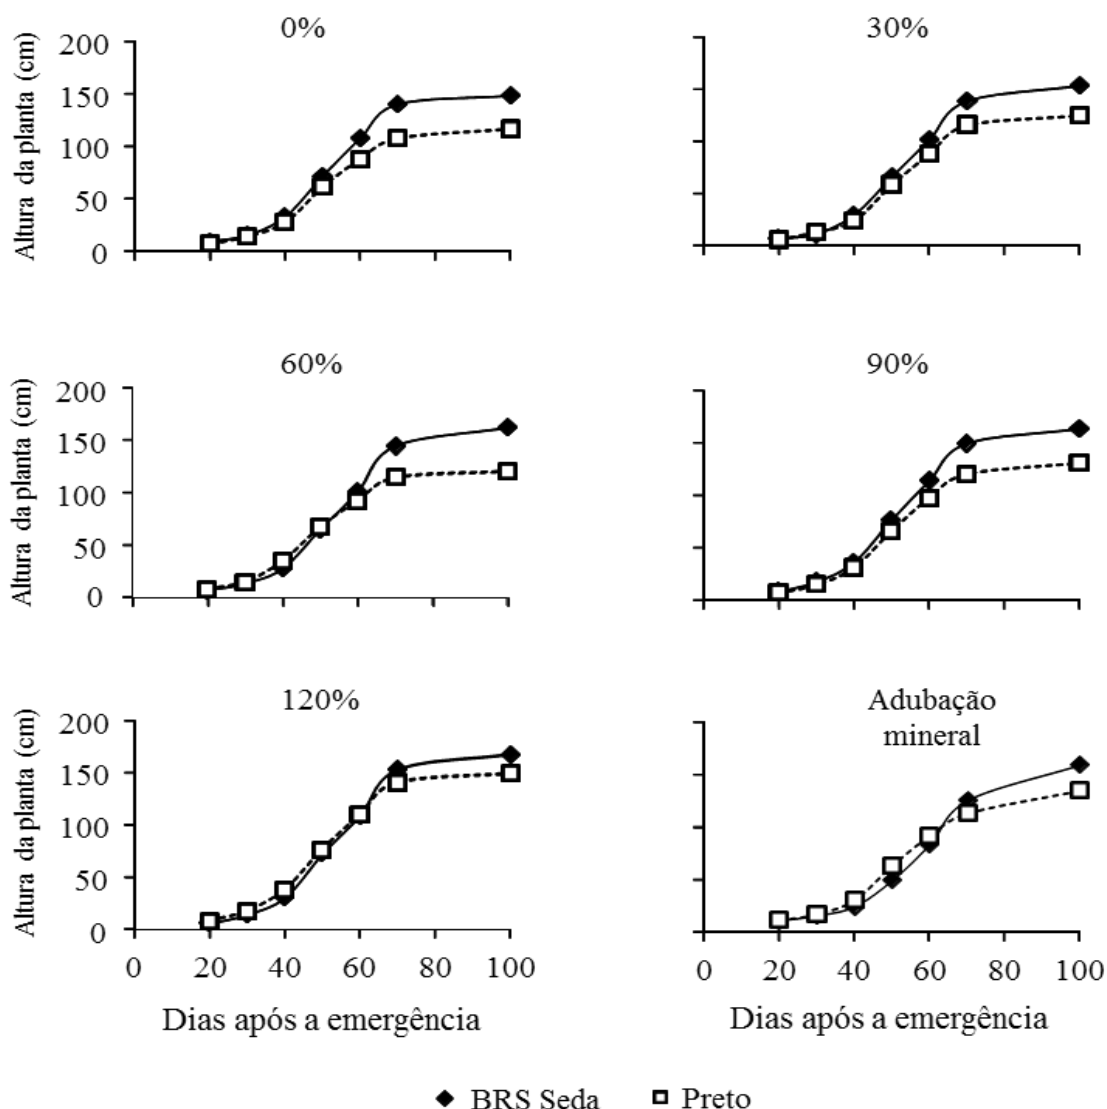 0%
30%
Altura da planta (cm)
200
150
100
50
0
60%
90%
Altura da planta (cm)
200
150
100
50
0
120%
Adubação
mineral
Altura da planta (cm)
200
150
100
50
0
0 20 40 60 80 100
0 20 40 60 80 100
Dias após a emergência
Dias após a emergência
BRS Seda Preto